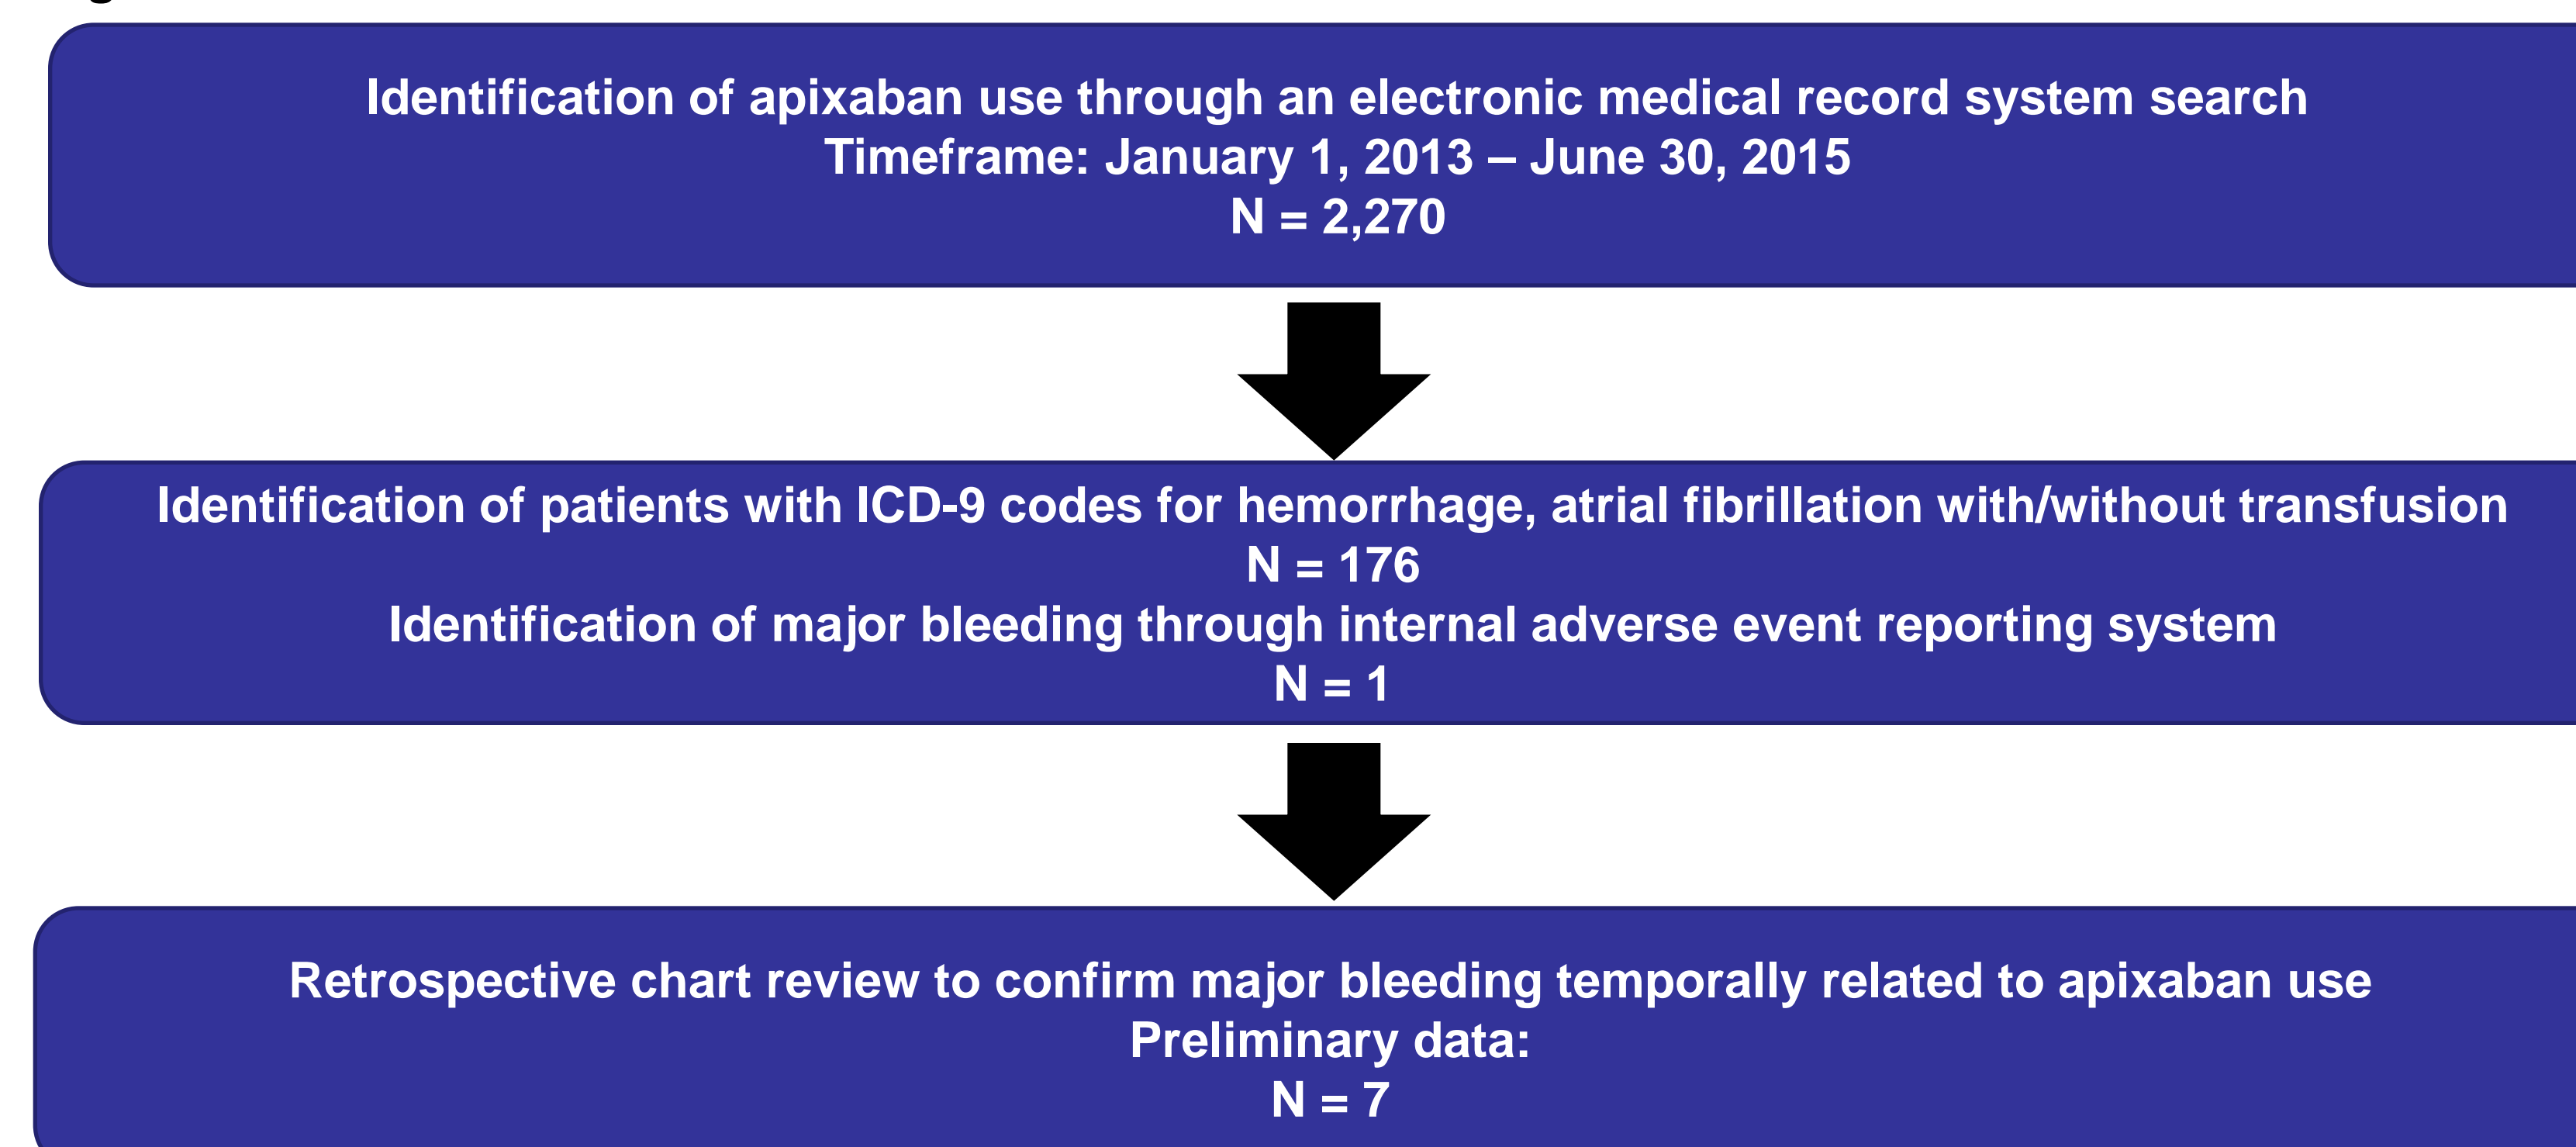 Identification of apixaban use through an electronic medical record system search
Timeframe: January 1, 2013 – June 30, 2015
N = 2,270
Identification of patients with ICD-9 codes for hemorrhage, atrial fibrillation with/without transfusion
N = 176
Identification of major bleeding through internal adverse event reporting system
N = 1
Retrospective chart review to confirm major bleeding temporally related to apixaban use
Preliminary data:
N = 7